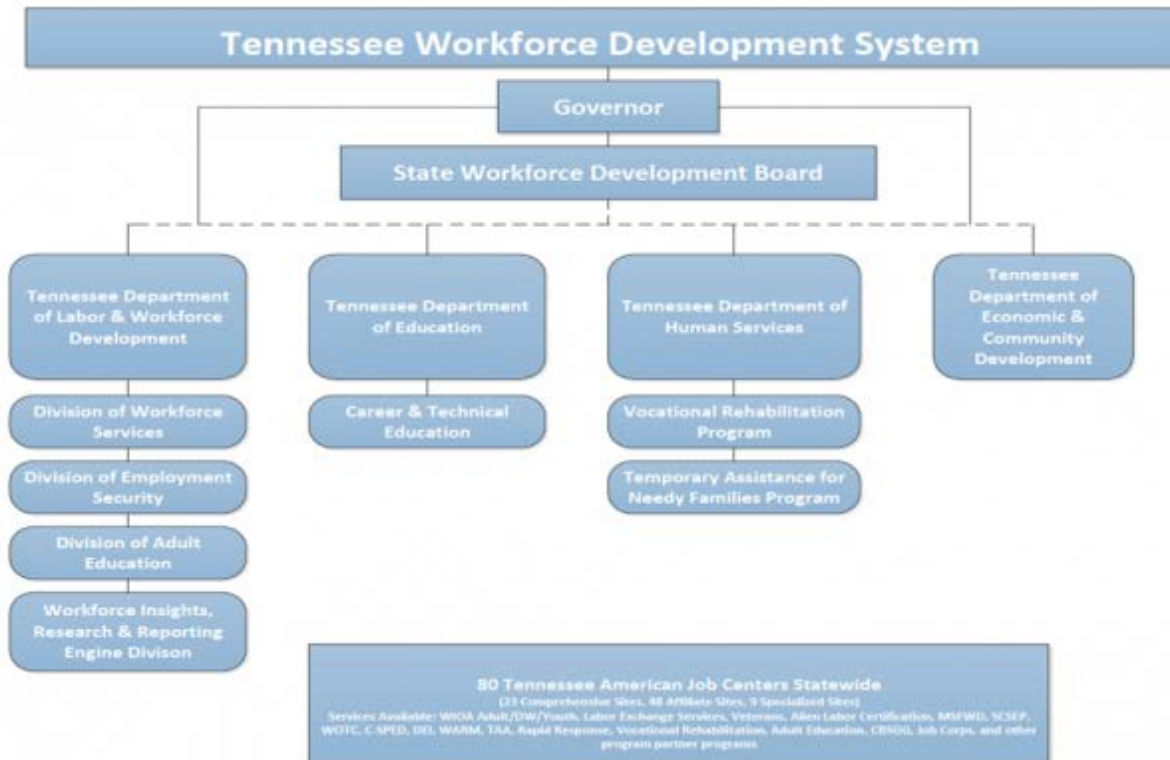 Tennessee Workforce Development System
Governor
State Workforce Development Board
Tennessee Department
of Labor & Workforce
Development
Tennessee Department
of Education
Tennessee Department of
Human Services
Tennessee
Department of
Economic &
Community
Development
Division of Workforce
Services
Career & Technical
Education
Vocational Rehabilitation
Program
Division of Employment
Security
Temporary Assistance for
Needy Families Program
Division of Adult
Education
Workforce Insights,
Research & Reporting
Engine Divison
80 Tennessee American Job Centers Statewide
(23 Comprehensive Sites, 48 Affiliate Sites, 9 Specialized Sites)
Services Available: WIOA Adult/DW/Youth, Labor Exchange Services, Veterans, Alien Labor Certification, MSFWD, SCSEP,
WOTC, C-SPED, DEI, WARM, TAA, Rapid Response, Vocational Rehabilitation, Adult Education, CBSGG, Job Corps, and other
program partner programs